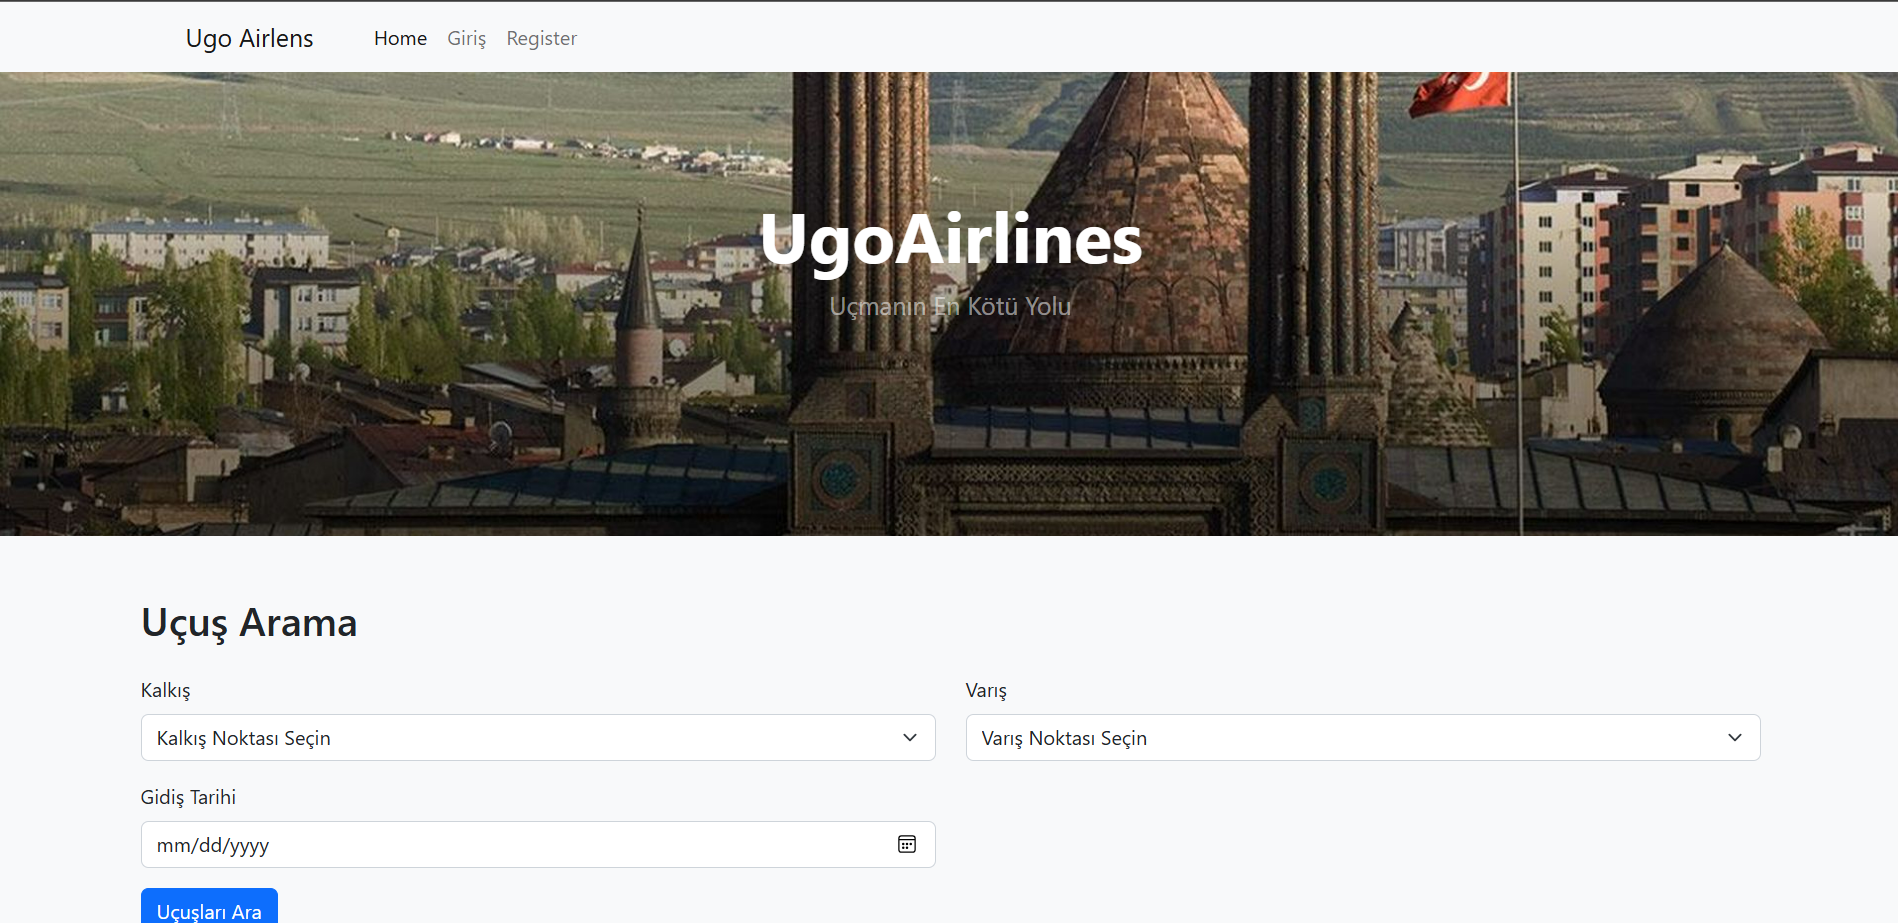 Ugo Airlens Home Giriş Register
UgoAirlines
Uçmanın En Kötü Yolu
Uçuş Arama
Kalkış
Varış
Kalkış Noktası Seçin
Varış Noktası Seçin
Gidiş Tarihi
mm/dd/yyyy
Uçuşları Ara